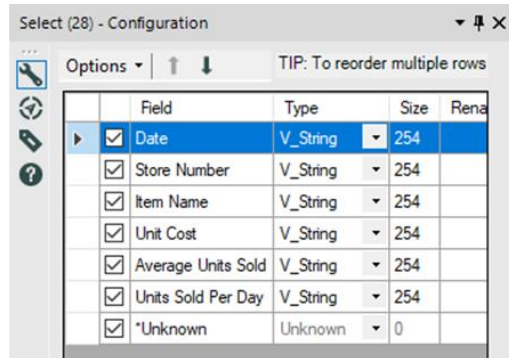 Select (28) - Configuration
Options TIP: To reorder multiple rows
Field Type Size Rena
Date V_String 254
Store Number V_String 254
Item Name V_String 254
Unit Cost V_String 254
Average Units Sold V_String 254
Units Sold Per Day V_String 254
*Unknown Unknown 0